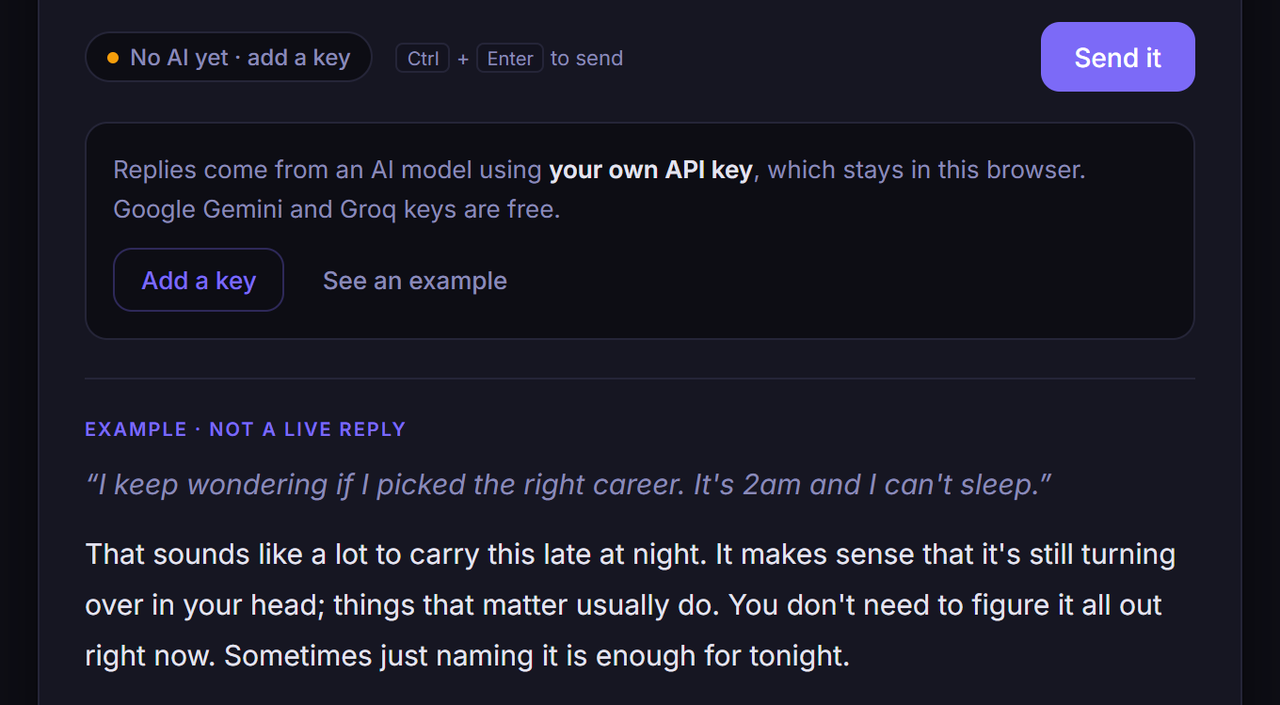 No AI yet · add a key
Ctrl + Enter to send
Send it
Replies come from an AI model using your own API key, which stays in this browser.
Google Gemini and Groq keys are free.
Add a key
See an example
EXAMPLE · NOT A LIVE REPLY
“I keep wondering if I picked the right career. It's 2am and I can't sleep.”
That sounds like a lot to carry this late at night. It makes sense that it's still turning
over in your head; things that matter usually do. You don't need to figure it all out
right now. Sometimes just naming it is enough for tonight.